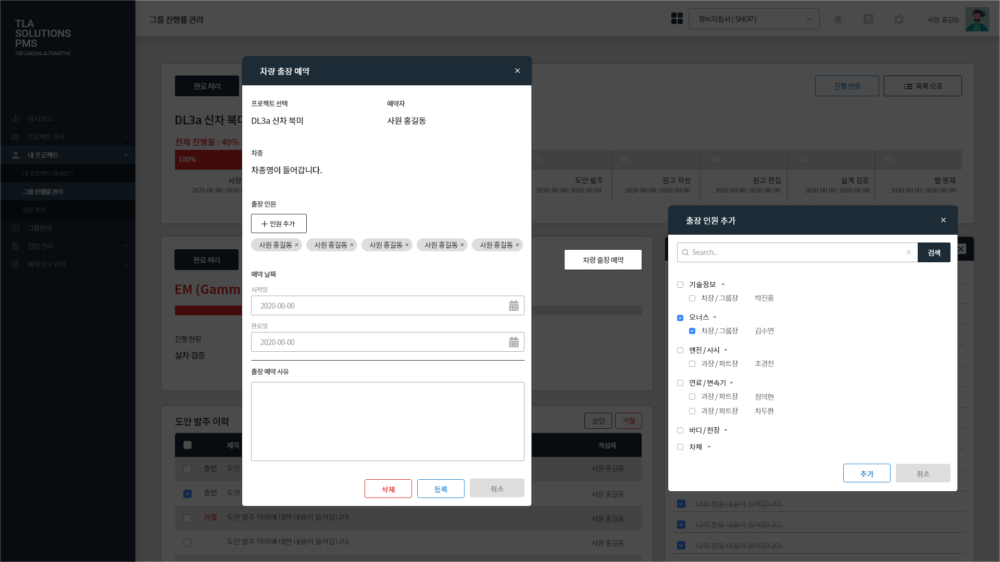 TLA
SOLUTIONS
PMS
TOP LEADING AUTOMOTIVE
대시보드
프로젝트 관리
내 프로젝트
내 프로젝트 대시보드
그룹 진행률 관리
일정 관리
그룹관리
협업 관리
예약 보고 관리
그룹 진행률 관리
정비지침서 ( SHOP )
Q
사원 홍길동
완료 처리
진행 현황
목록 으로
DL3a 신차 북미
전체 진행율 : 40%
100%
0%
0%
0%
0%
0%
사양
도안 발주
원고 작성
원고 편집
설계 검토
웹 등재
2020-00-00~2020-0
2020-00-00~2020-00-00
2020-00-00~2020-00-00
2020-00-00~2020-00-00
2020-00-00~2020-00-00
2020-00-00~2020-00-00
완료 처리
차량 출장 예약
EM (Gamma
진행 현황
실차 검증
도안 발주 이력
승인
거절
제목
작성자
승인
도안
사원 홍길동
승인
도안
사원 홍길동
거절
도안 발주 이력에 대한 내용이 들어갑니다.
사원 홍길동
도안 발주 이력에 대한 내용이 들어갑니다.
사원 홍길동
차량 출장 예약
프로젝트 선택
예약자
DL3a 신차 북미
사원 홍길동
차종
차종명이 들어갑니다.
출장 인원
인원 추가
사원 홍길동
사원 홍길동
사원 홍길동
사원 홍길동
사원 홍길동
예약 날짜
시작일
2020-00-00
완료일
2020-00-00
출장 예약 사유
삭제
등록
취소
출장 인원 추가
Search..
검색
기술정보
차장 / 그룹장
박진홍
오너스
차장 / 그룹장
김수연
엔진 / 샤시
과장 / 파트장
조경천
연료 / 변속기
과장 / 파트장
정의현
과장 / 파트장
차두환
바디 / 천장
차체
추가
취소
나의 할일 내용이 들어갑니다.
나의 할일 내용이 들어갑니다.
나의 할일 내용이 들어갑니다.